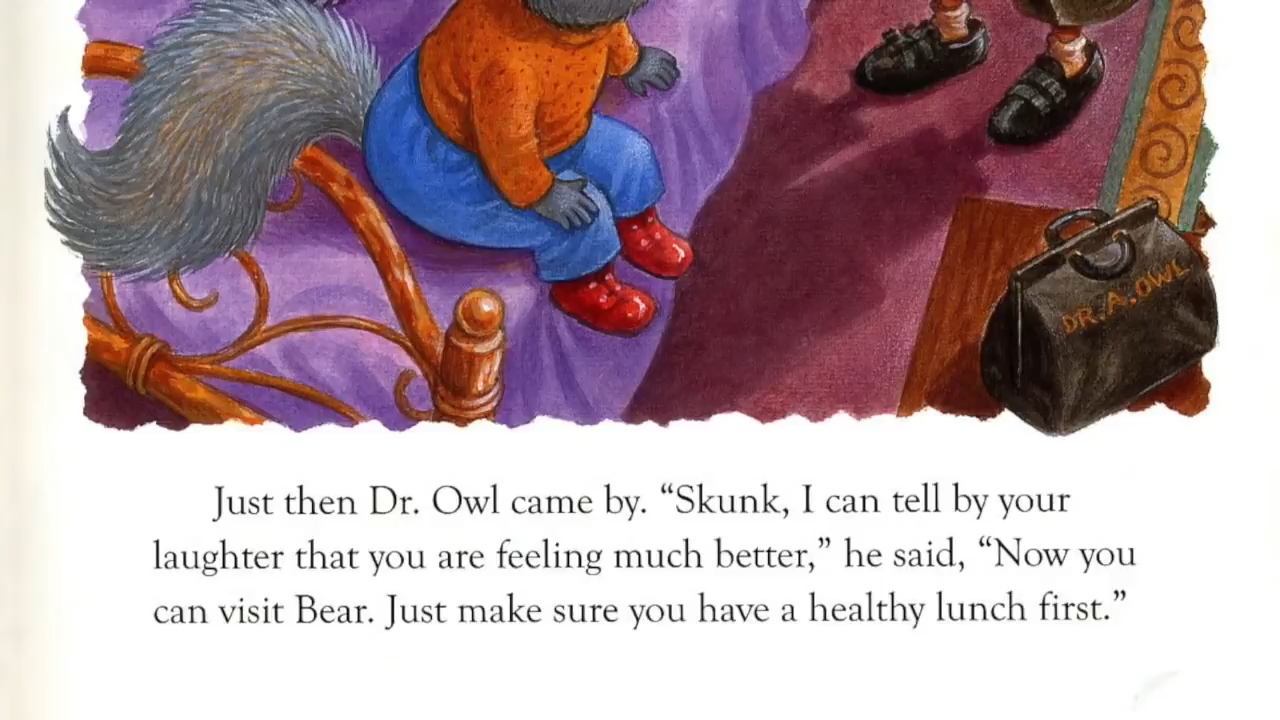 DR. A. OWL
Just then Dr. Owl came by. “Skunk, I can tell by your
laughter that you are feeling much better,” he said, “Now you
can visit Bear. Just make sure you have a healthy lunch first.”